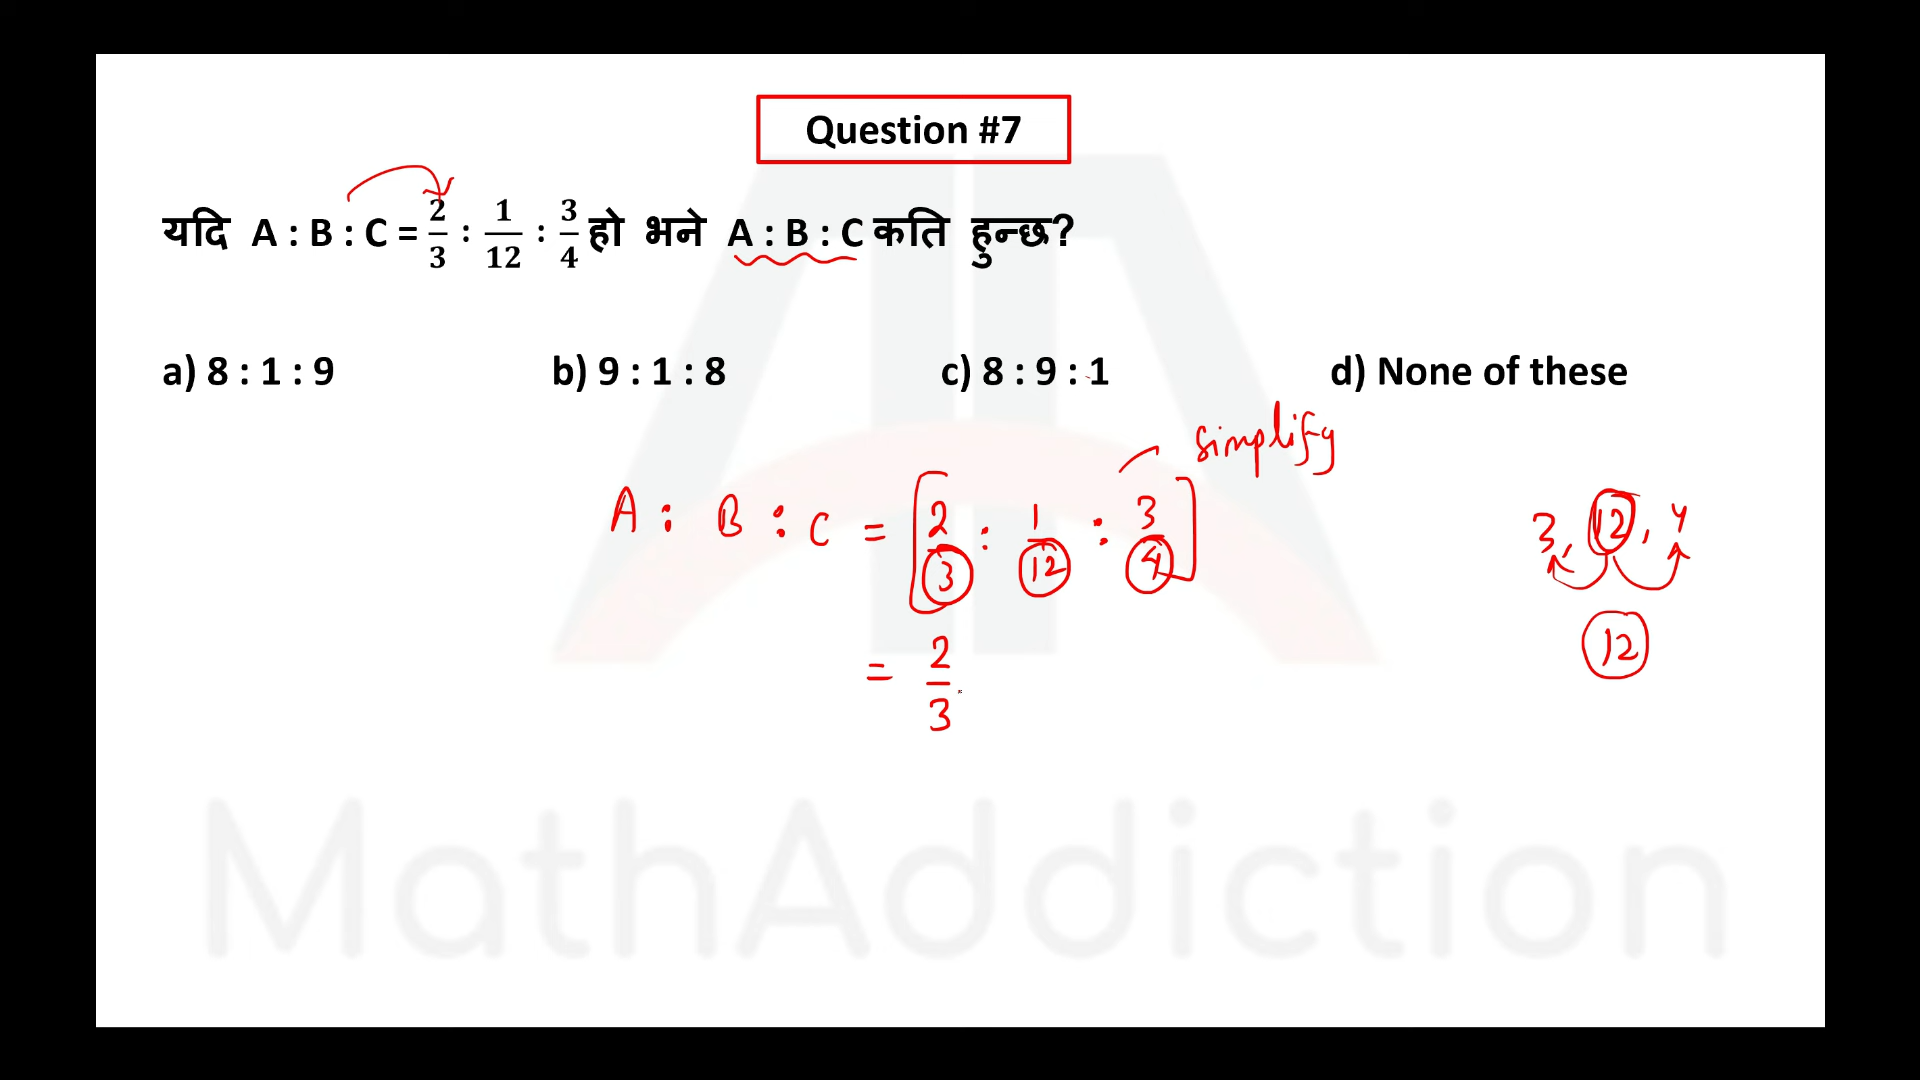 Question #7
यदि A : B : C = 2/3 : 1/12 : 3/4 हो भने A : B : C कति हुन्छ?
a) 8 : 1 : 9 b) 9 : 1 : 8 c) 8 : 9 : 1 d) None of these
simplify
A : B : C = [2/3 : 1/12 : 3/4]
3, 12, 4
12
= 2/3
MathAddiction